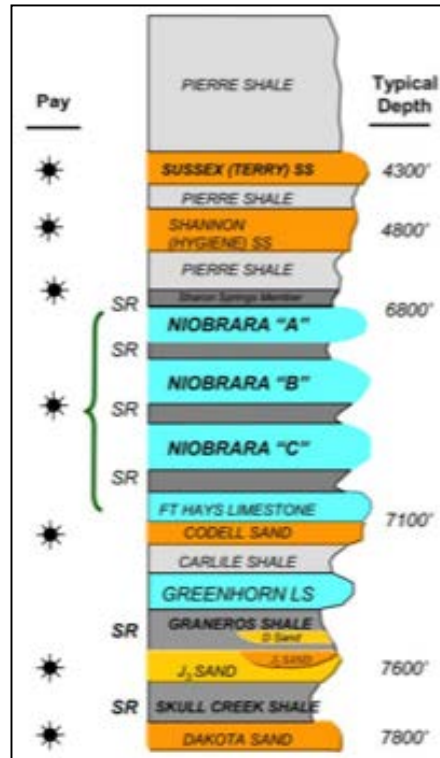 Pay
Typical
Depth
PIERRE SHALE
SUSSEX (TERRY) SS
4300'
PIERRE SHALE
SHANNON
(HYGIENE) SS
4800'
PIERRE SHALE
Sharon Springs Member
SR
6800'
NIOBRARA "A"
SR
NIOBRARA "B"
SR
NIOBRARA "C"
SR
FT HAYS LIMESTONE
7100'
CODELL SAND
CARLILE SHALE
GREENHORN LS
GRANEROS SHALE
SR
D Sand
J SAND
J3 SAND
7600'
SR
SKULL CREEK SHALE
DAKOTA SAND
7800'